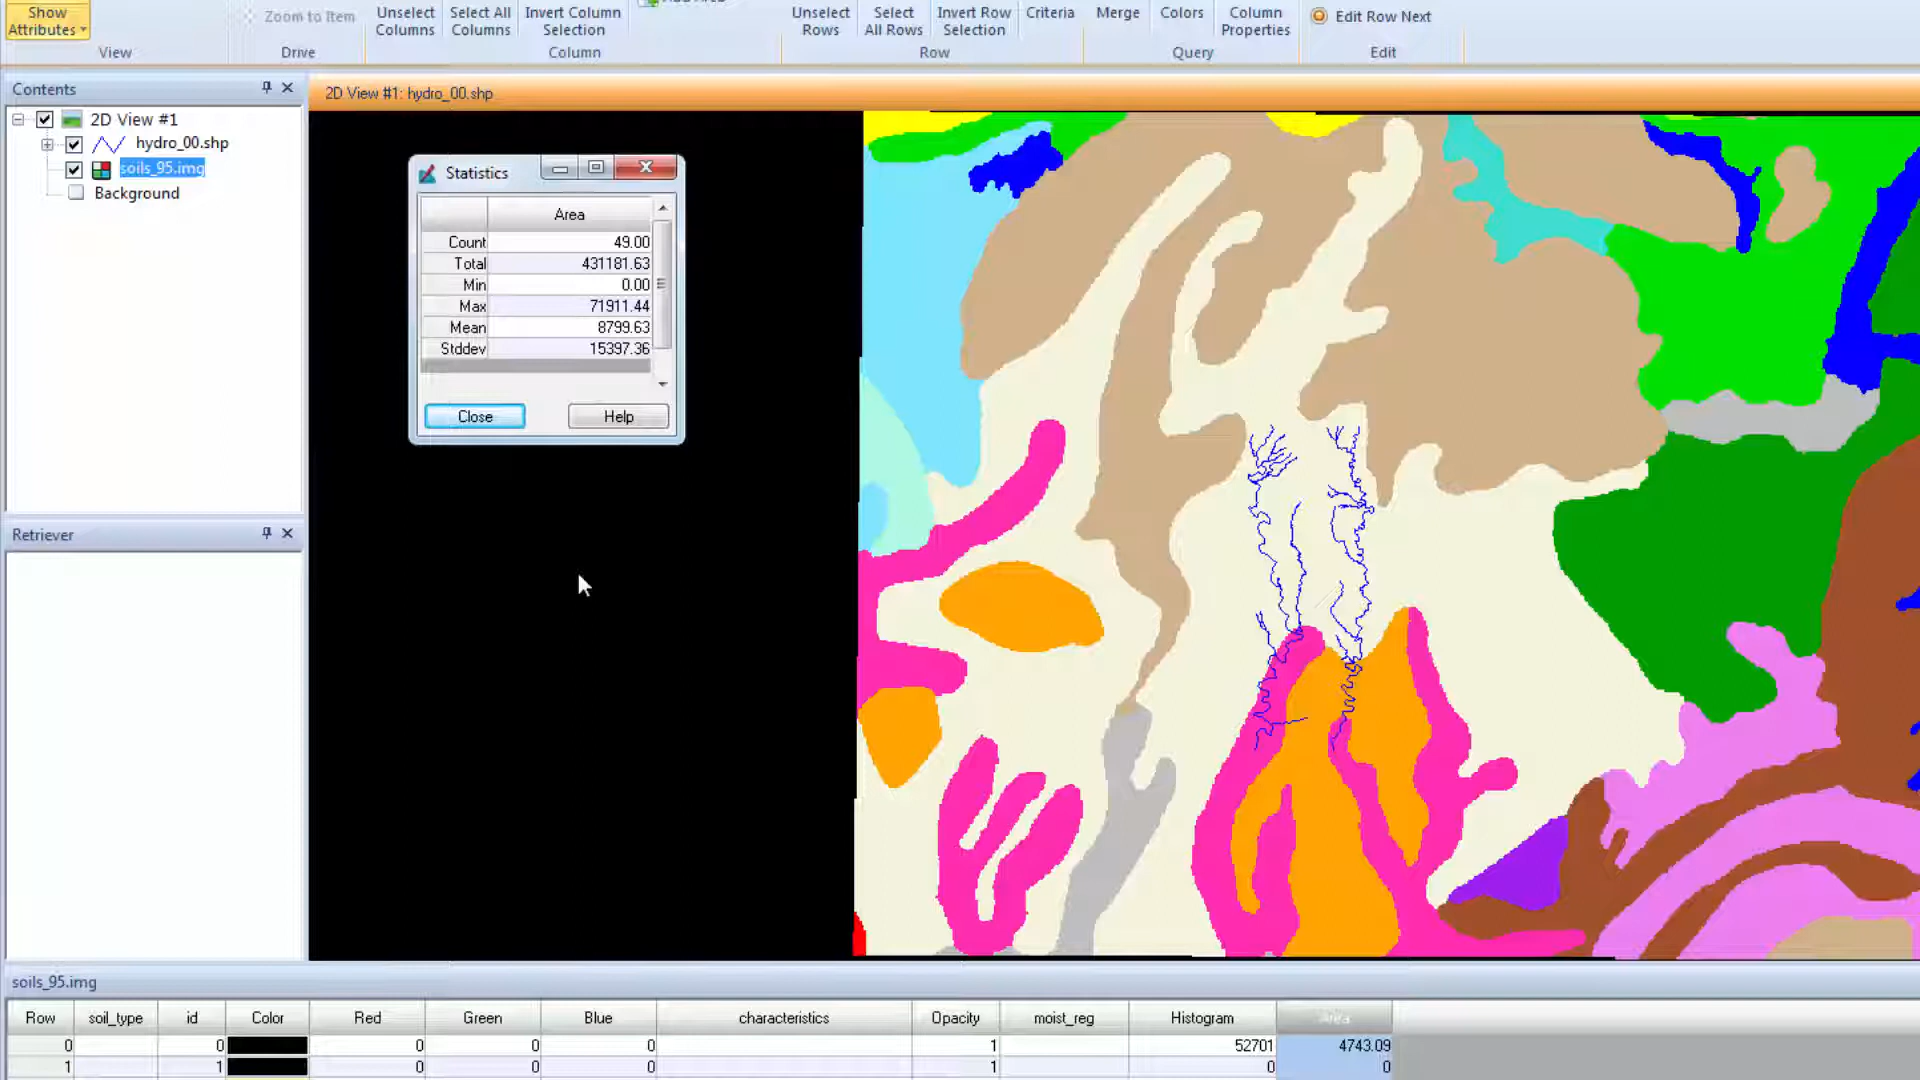 Show
Attributes
View
Zoom to Item
Drive
Unselect
Columns
Select All
Columns
Invert Column
Selection
Column
Unselect
Rows
Select
All Rows
Invert Row
Selection
Criteria
Row
Merge
Colors
Column
Properties
Query
Edit Row Next
Edit
Contents
2D View #1
hydro_00.shp
soils_95.img
Background
Retriever
2D View #1: hydro_00.shp
Statistics
Area
Count 49.00
Total 431181.63
Min 0.00
Max 71911.44
Mean 8799.63
Stddev 15397.36
Close Help
soils_95.img
Row soil_type id Color Red Green Blue characteristics Opacity moist_reg Histogram Area
0 0 0 0 0 1 52701 4743.09
1 1 0 0 0 1 0 0